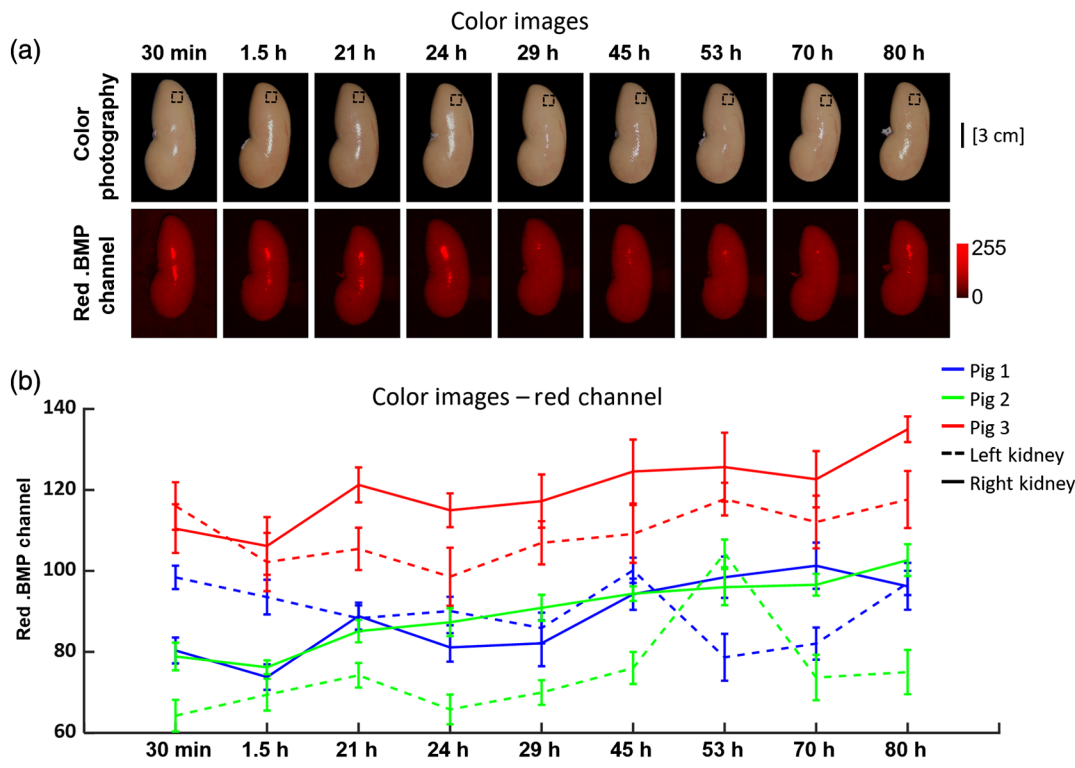 Color images
(a)
30 min 1.5 h 21 h 24 h 29 h 45 h 53 h 70 h 80 h
Color
photography
[3 cm]
Red .BMP
channel
255
0
(b)
Color images – red channel
Pig 1
Pig 2
Pig 3
Left kidney
Right kidney
Red .BMP channel
140
120
100
80
60
30 min 1.5 h 21 h 24 h 29 h 45 h 53 h 70 h 80 h